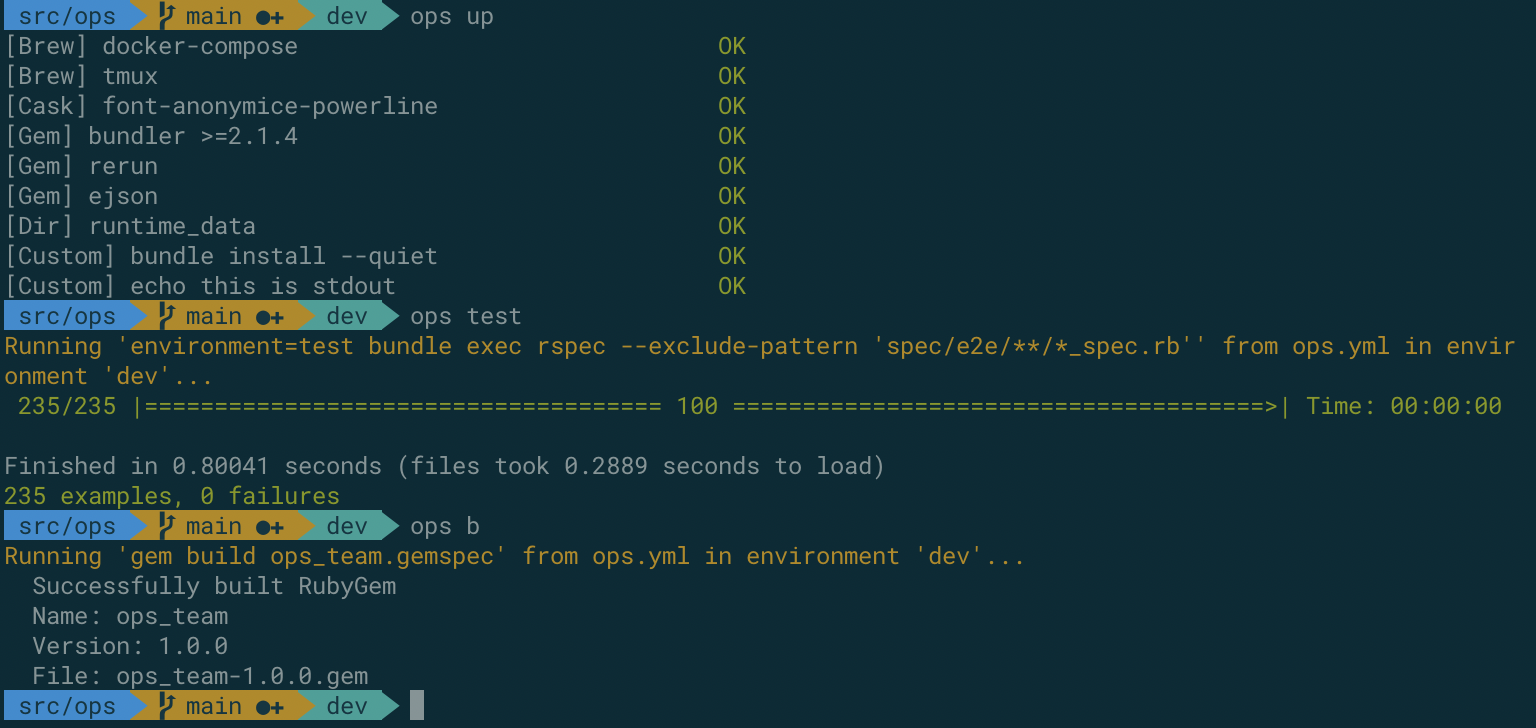 src/ops main ●+ dev ops up
[Brew] docker-compose OK
[Brew] tmux OK
[Cask] font-anonymice-powerline OK
[Gem] bundler >=2.1.4 OK
[Gem] rerun OK
[Gem] ejson OK
[Dir] runtime_data OK
[Custom] bundle install --quiet OK
[Custom] echo this is stdout OK
src/ops main ●+ dev ops test
Running 'environment=test bundle exec rspec --exclude-pattern 'spec/e2e/**/*_spec.rb'' from ops.yml in envir
onment 'dev'...
235/235 |===================================== 100 ======================================>| Time: 00:00:00
Finished in 0.80041 seconds (files took 0.2889 seconds to load)
235 examples, 0 failures
src/ops main ●+ dev ops b
Running 'gem build ops_team.gemspec' from ops.yml in environment 'dev'...
Successfully built RubyGem
Name: ops_team
Version: 1.0.0
File: ops_team-1.0.0.gem
src/ops main ●+ dev